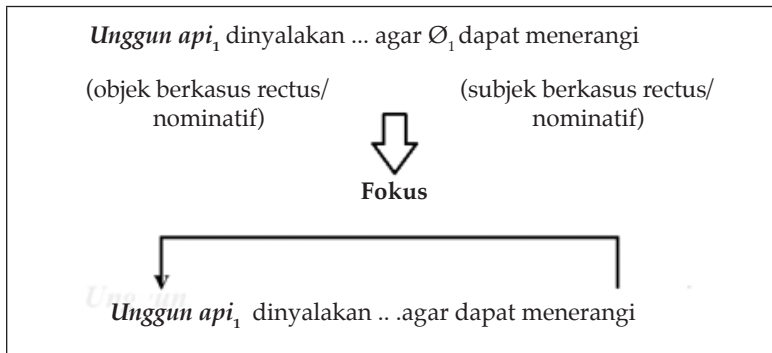 Unggun api₁ dinyalakan ... agar Ø₁ dapat menerangi
(objek berkasus rectus/ (subjek berkasus rectus/
nominatif) nominatif)
Fokus
Unggun api₁ dinyalakan .. .agar dapat menerangi